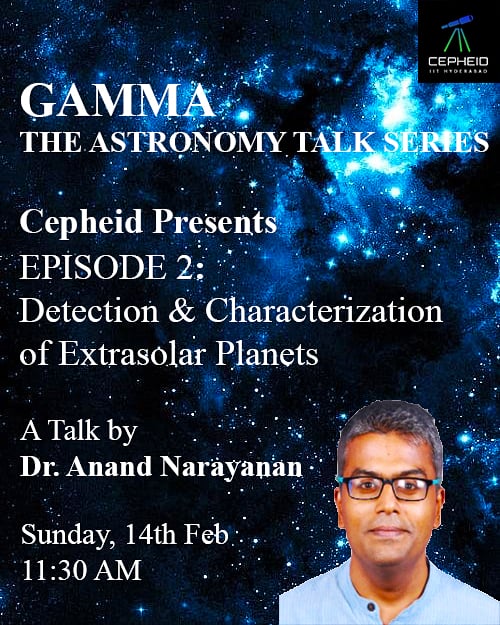 CEPHEID
IIT HYDERABAD
GAMMA
THE ASTRONOMY TALK SERIES
Cepheid Presents
EPISODE 2:
Detection & Characterization
of Extrasolar Planets
A Talk by
Dr. Anand Narayanan
Sunday, 14th Feb
11:30 AM